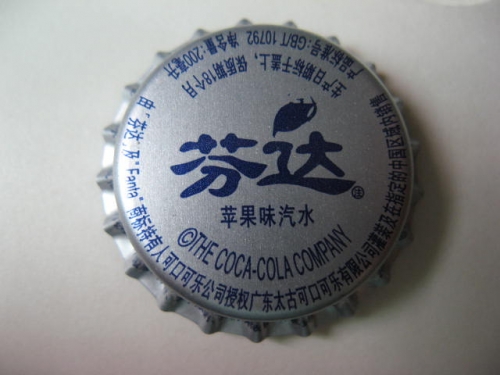 芬达®
苹果味汽水
©THE COCA-COLA COMPANY
由"芬达"及"Fanta"商标持有人可口可乐公司授权广东太古可口可乐有限公司灌装及在指定的中国区域内销售
生产日期标于盖上，保质期18个月
净含量:200毫升 产品标准号:GB/T 10792